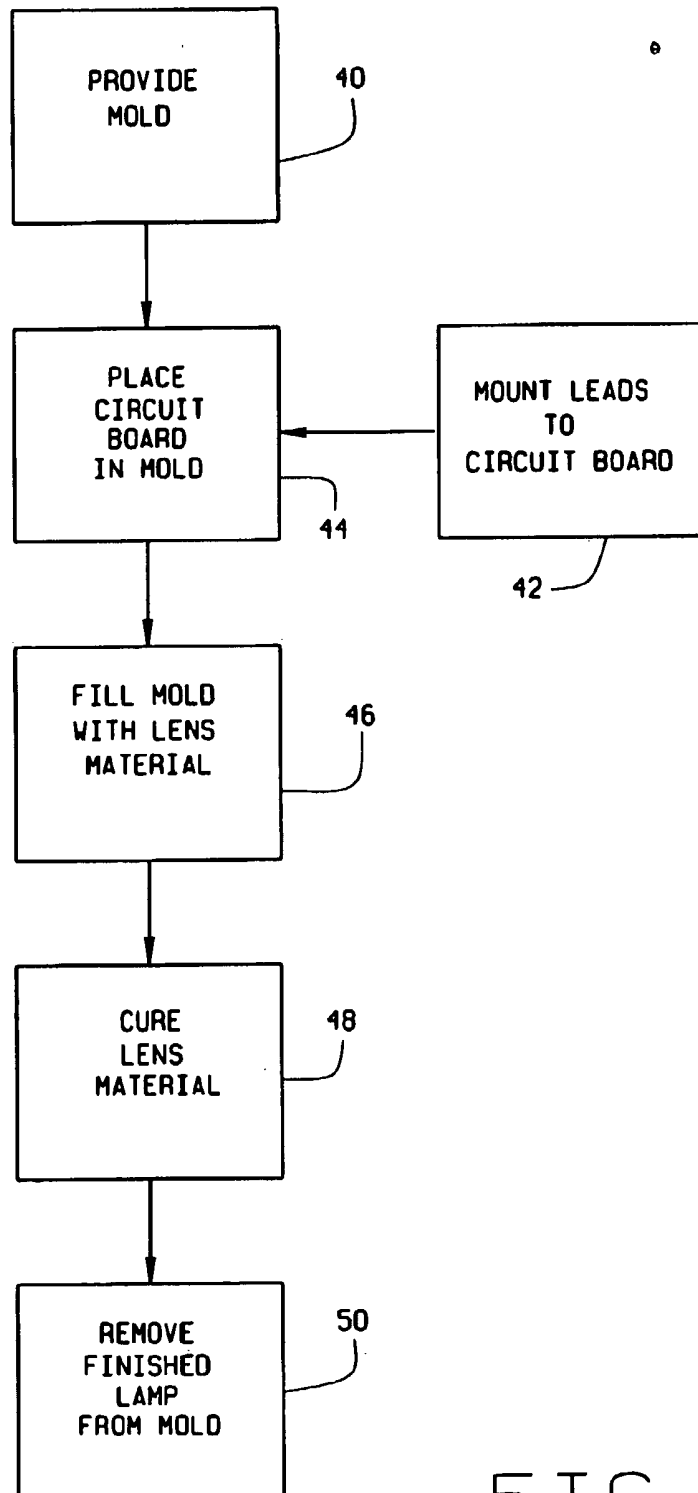 PROVIDE
MOLD
40
PLACE
CIRCUIT
BOARD
IN MOLD
44
MOUNT LEADS
TO
CIRCUIT BOARD
42
FILL MOLD
WITH LENS
MATERIAL
46
CURE
LENS
MATERIAL
48
REMOVE
FINISHED
LAMP
FROM MOLD
50
FIG